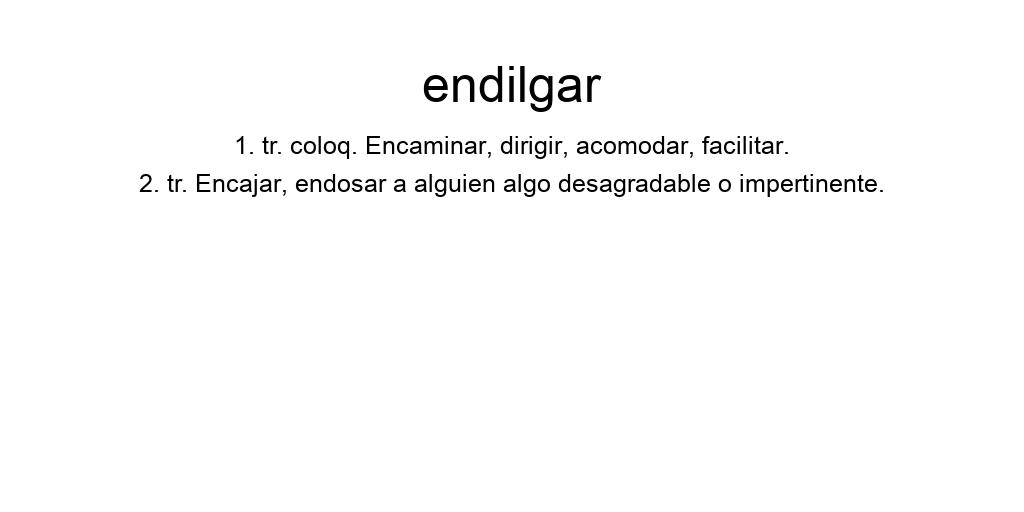 endilgar
1. tr. coloq. Encaminar, dirigir, acomodar, facilitar.
2. tr. Encajar, endosar a alguien algo desagradable o impertinente.